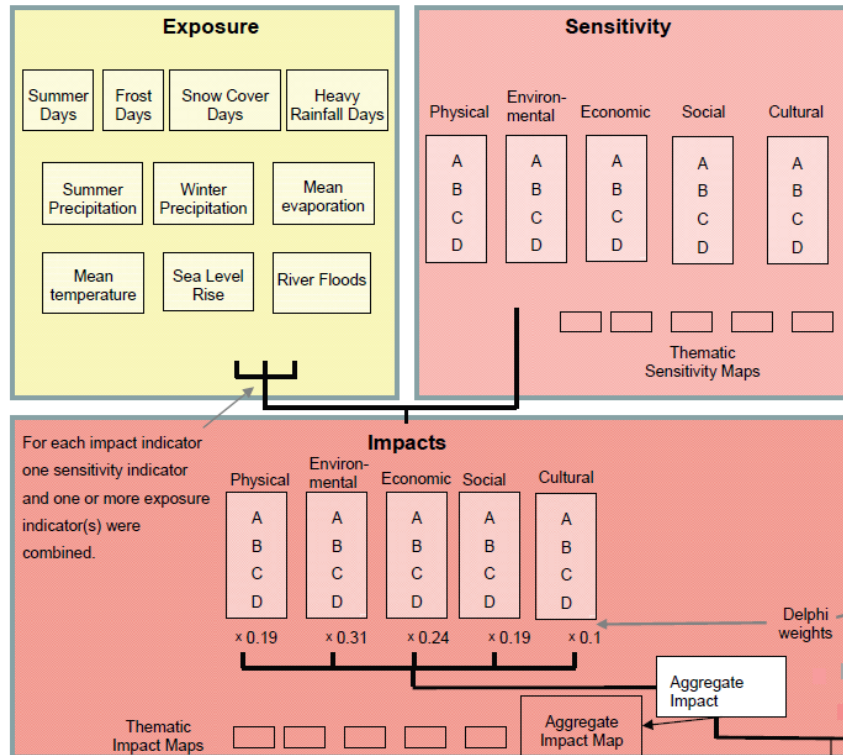 Exposure
Summer
Days
Frost
Days
Snow Cover
Days
Heavy
Rainfall Days
Summer
Precipitation
Winter
Precipitation
Mean
evaporation
Mean
temperature
Sea Level
Rise
River Floods
Sensitivity
Physical
Environ-
mental
Economic
Social
Cultural
A
B
C
D
A
B
C
D
A
B
C
D
A
B
C
D
A
B
C
D
Thematic
Sensitivity Maps
For each impact indicator
one sensitivity indicator
and one or more exposure
indicator(s) were
combined.
Impacts
Physical
Environ-
mental
Economic
Social
Cultural
A
B
C
D
A
B
C
D
A
B
C
D
A
B
C
D
A
B
C
D
x 0.19
x 0.31
x 0.24
x 0.19
x 0.1
Delphi
weights
Aggregate
Impact
Thematic
Impact Maps
Aggregate
Impact Map